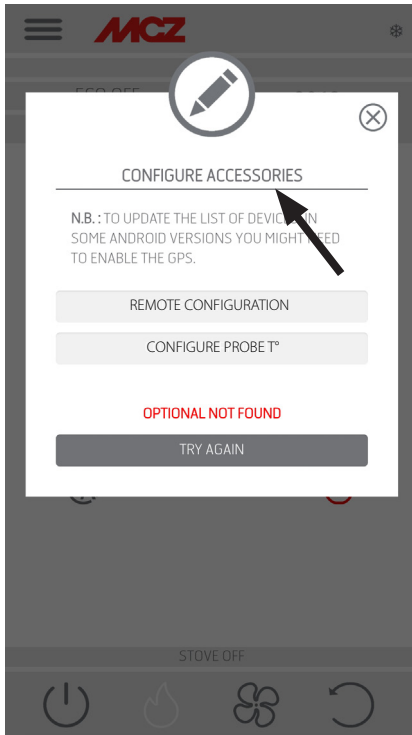 MCZ
CONFIGURE ACCESSORIES
N.B. : TO UPDATE THE LIST OF DEVICES IN
SOME ANDROID VERSIONS YOU MIGHT NEED
TO ENABLE THE GPS.
REMOTE CONFIGURATION
CONFIGURE PROBE T°
OPTIONAL NOT FOUND
TRY AGAIN
STOVE OFF